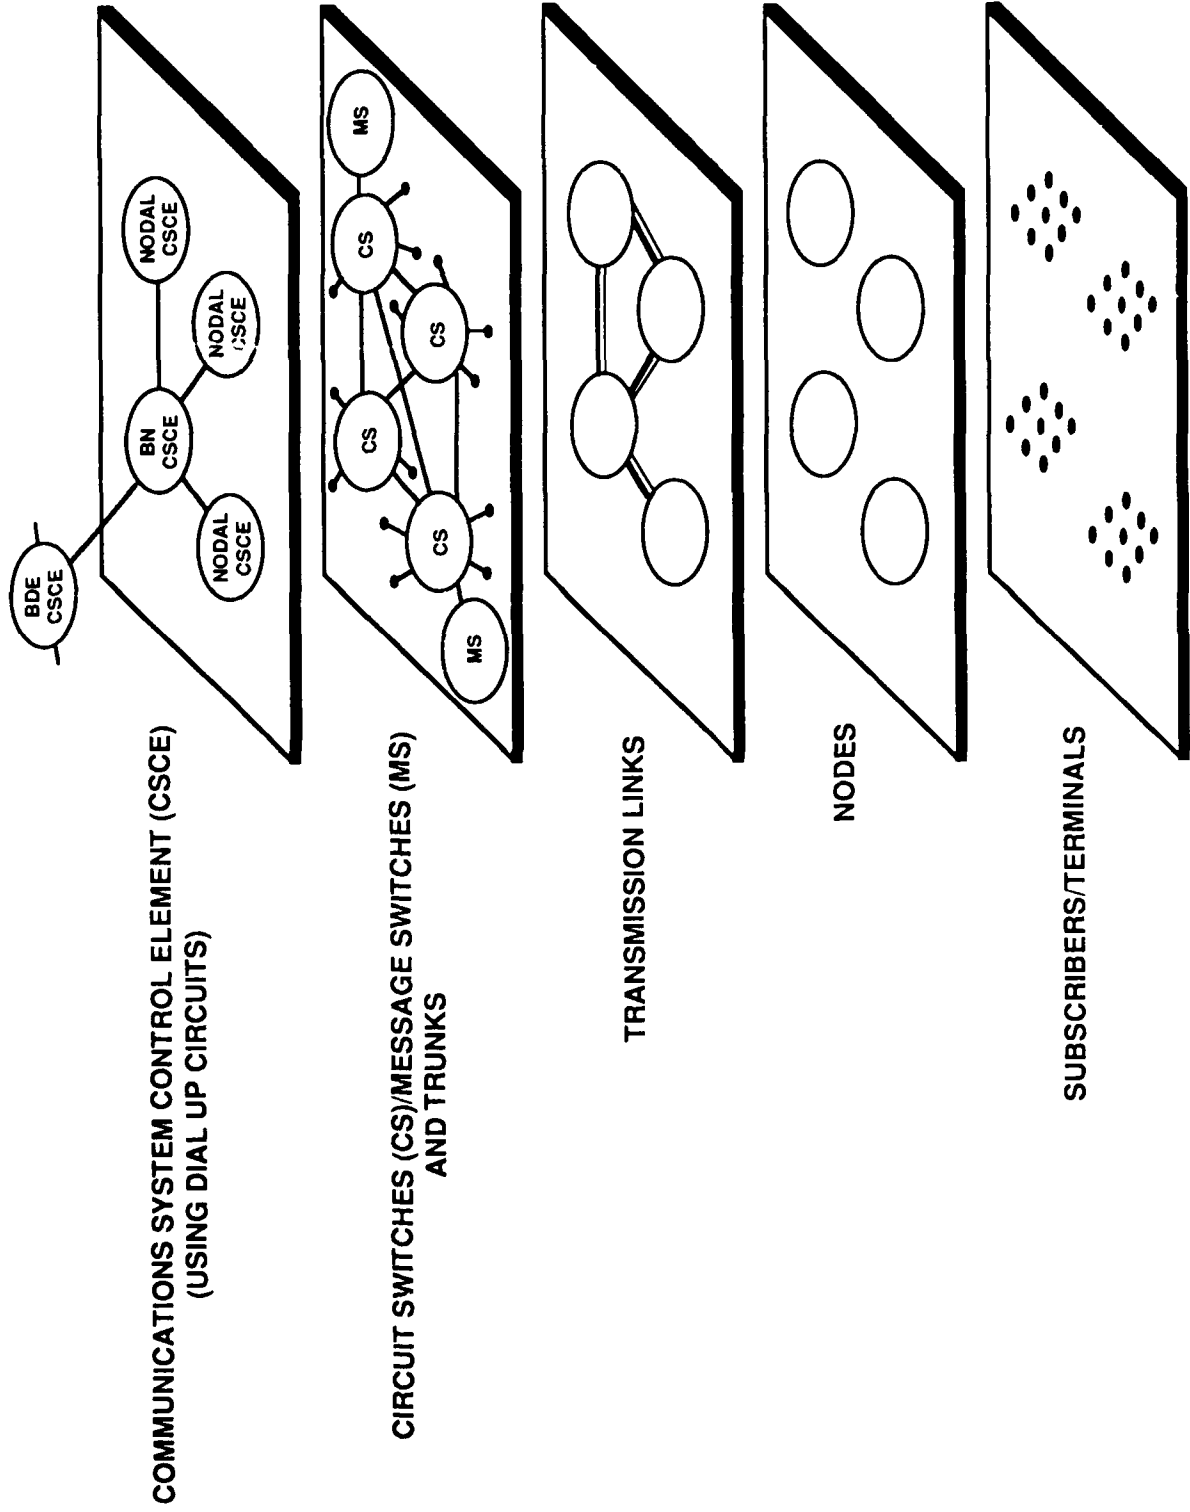 COMMUNICATIONS SYSTEM CONTROL ELEMENT (CSCE)
(USING DIAL UP CIRCUITS)
BDE
CSCE
BN
CSCE
NODAL
CSCE
NODAL
CSCE
NODAL
CSCE
CIRCUIT SWITCHES (CS)/MESSAGE SWITCHES (MS)
AND TRUNKS
MS
CS
CS
CS
CS
MS
TRANSMISSION LINKS
NODES
SUBSCRIBERS/TERMINALS